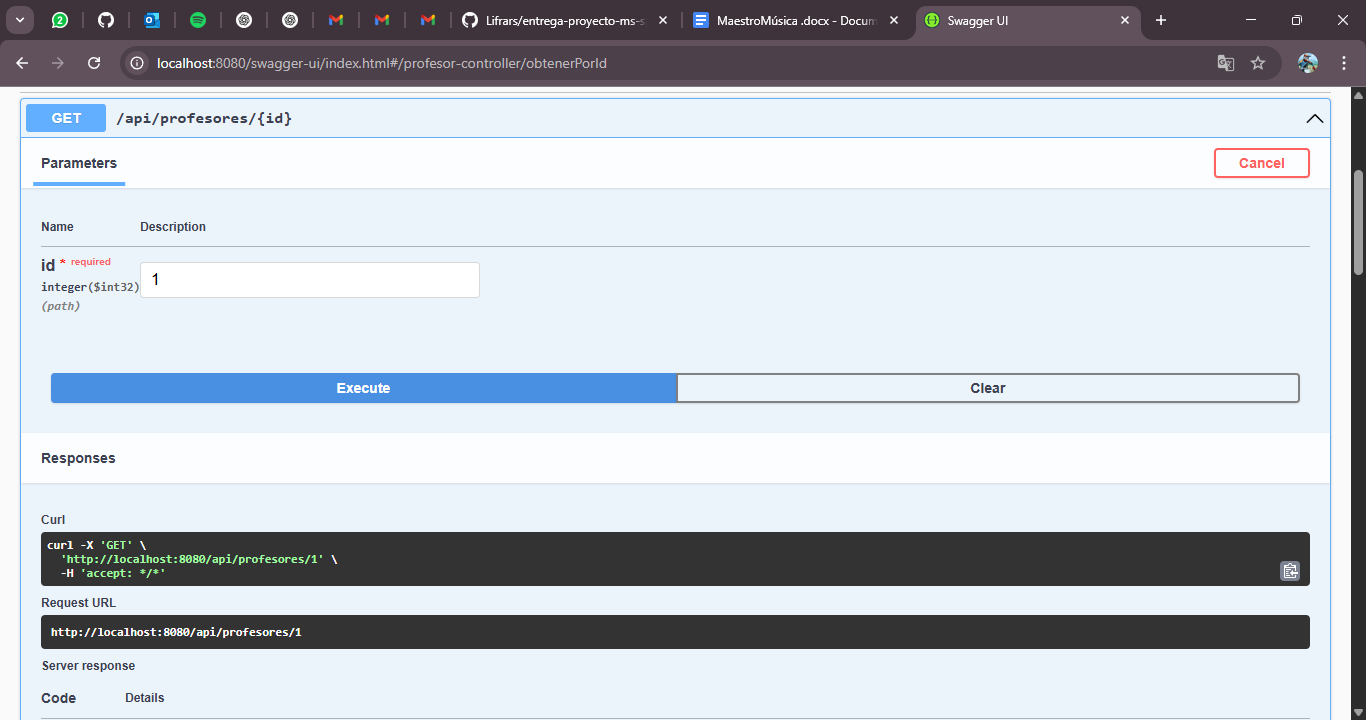 2
Lifrars/entrega-proyecto-ms-s
MaestroMúsica .docx - Docum
Swagger UI
localhost:8080/swagger-ui/index.html#/profesor-controller/obtenerPorId
GET /api/profesores/{id}
Parameters
Cancel
Name Description
id * required
integer($int32)
(path)
1
Execute
Clear
Responses
Curl
curl -X 'GET' \
'http://localhost:8080/api/profesores/1' \
-H 'accept: */*'
Request URL
http://localhost:8080/api/profesores/1
Server response
Code Details